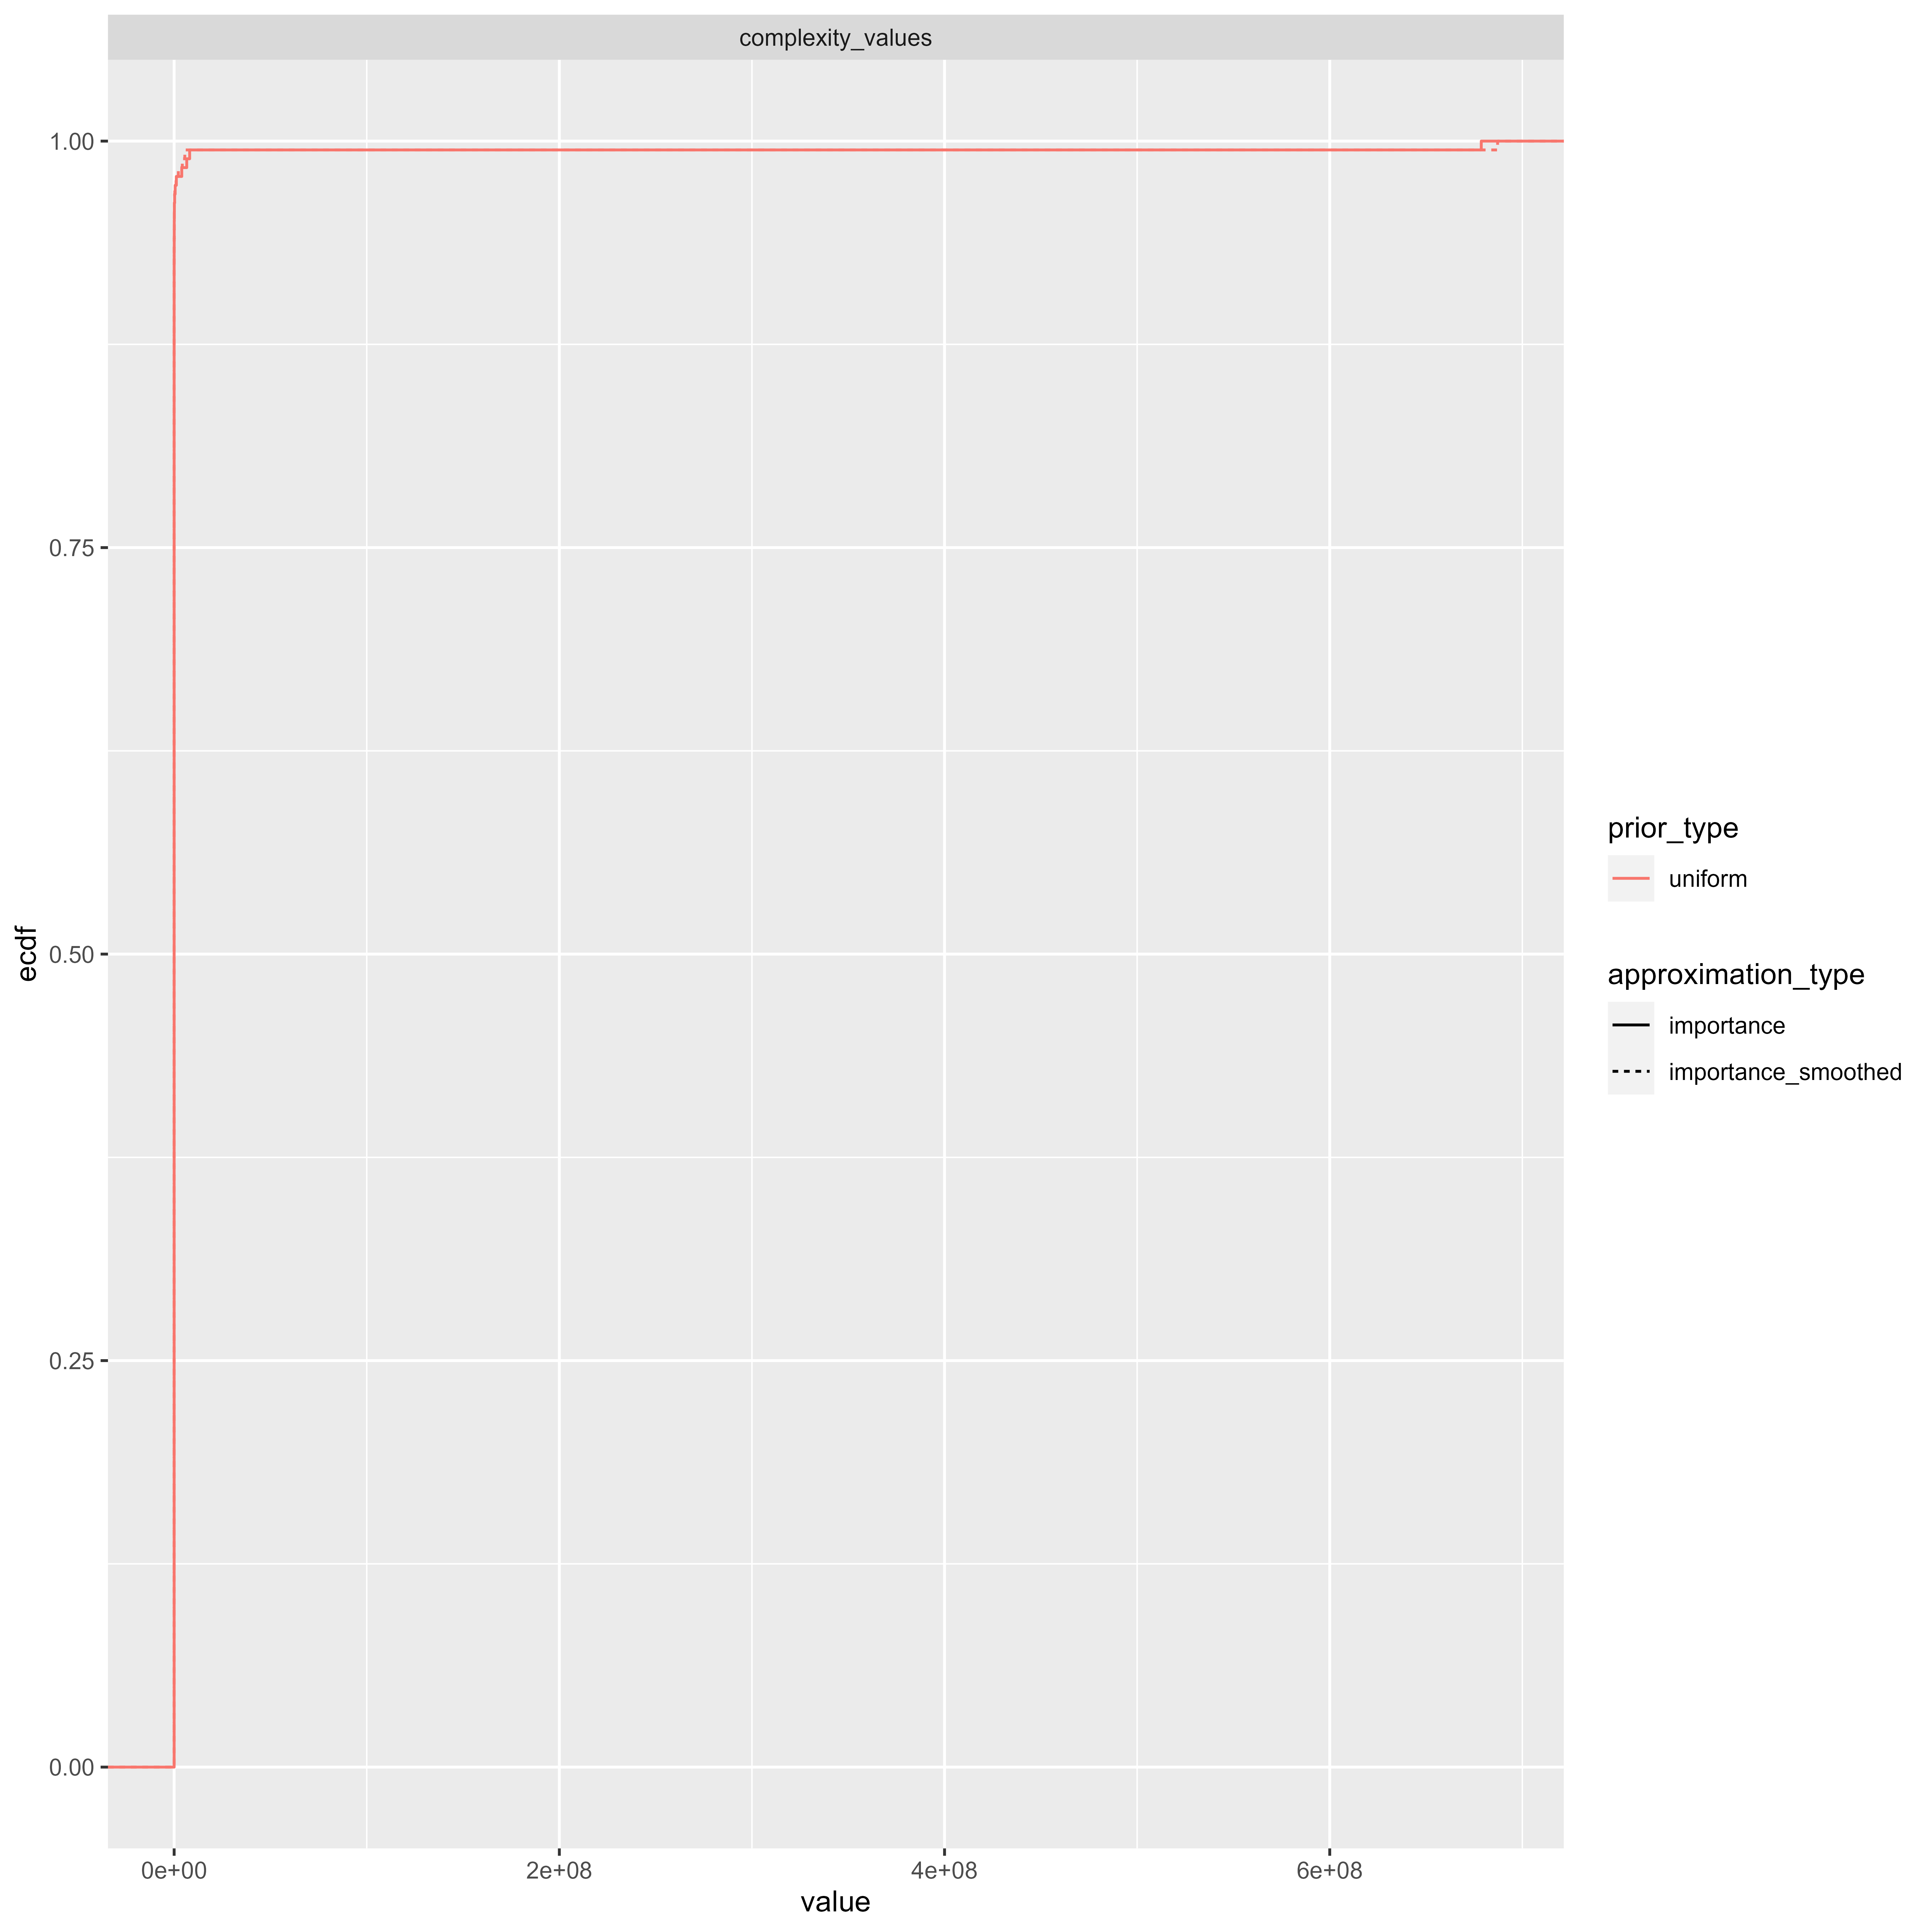 complexity_values
1.00
0.75
0.50
0.25
0.00
ecdf
0e+00
2e+08
4e+08
6e+08
value
prior_type
uniform
approximation_type
importance
importance_smoothed